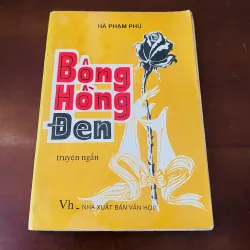 HÀ PHẠM PHÚ
Bông
Hồng
Đen
truyện ngắn
Vh - NHÀ XUẤT BẢN VĂN HỌC